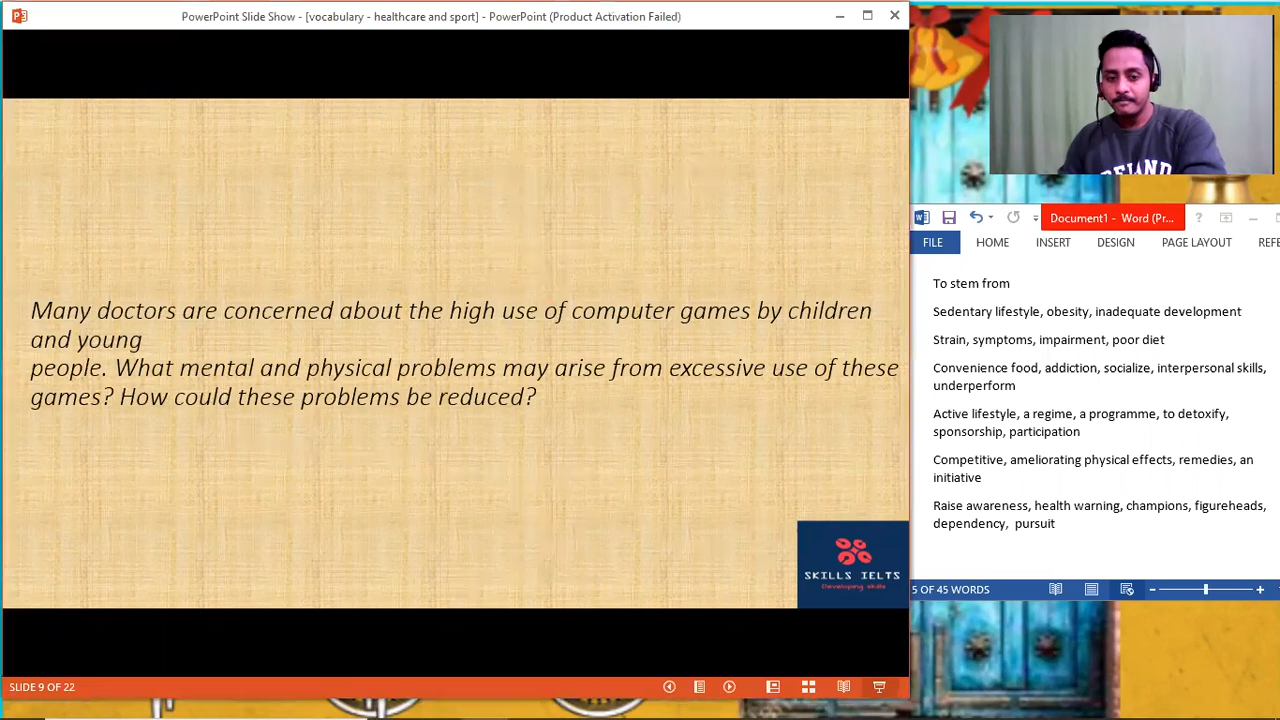 PowerPoint Slide Show - [vocabulary - healthcare and sport] - PowerPoint (Product Activation Failed)
Many doctors are concerned about the high use of computer games by children
and young
people. What mental and physical problems may arise from excessive use of these
games? How could these problems be reduced?
SKILLS IELTS
Developing skills
SLIDE 9 OF 22
Document1 - Word (Pr...
FILE HOME INSERT DESIGN PAGE LAYOUT REFE
To stem from
Sedentary lifestyle, obesity, inadequate development
Strain, symptoms, impairment, poor diet
Convenience food, addiction, socialize, interpersonal skills,
underperform
Active lifestyle, a regime, a programme, to detoxify,
sponsorship, participation
Competitive, ameliorating physical effects, remedies, an
initiative
Raise awareness, health warning, champions, figureheads,
dependency, pursuit
5 OF 45 WORDS